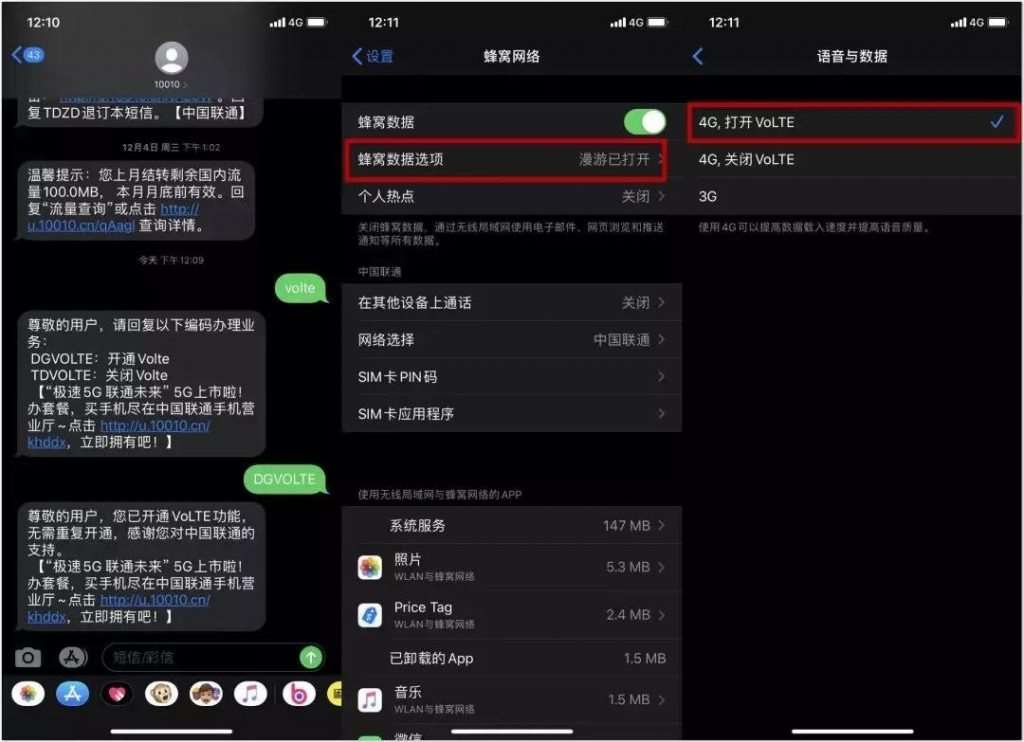 12:10
4G
43
10010
复TDZD退订本短信。【中国联通】
12月4日 周三 下午1:02
温馨提示：您上月结转剩余国内流
量100.0MB，本月月底前有效。回
复“流量查询”或点击 http://
u.10010.cn/qAagl 查询详情。
今天 下午12:09
volte
尊敬的用户，请回复以下编码办理业
务：
DGVOLTE：开通Volte
TDVOLTE：关闭Volte
【“极速5G 联通未来” 5G上市啦！
办套餐，买手机尽在中国联通手机营
业厅~点击 http://u.10010.cn/
khddx，立即拥有吧！】
DGVOLTE
尊敬的用户，您已开通VoLTE功能，
无需重复开通，感谢您对中国联通的
支持。
【“极速5G 联通未来” 5G上市啦！
办套餐，买手机尽在中国联通手机营
业厅~点击 http://u.10010.cn/
khddx，立即拥有吧！】
短信/彩信
12:11
4G
设置
蜂窝网络
蜂窝数据
蜂窝数据选项 漫游已打开
个人热点 关闭
关闭蜂窝数据，通过无线局域网使用电子邮件、网页浏览和推送
通知等所有数据。
中国联通
在其他设备上通话 关闭
网络选择 中国联通
SIM卡PIN码
SIM卡应用程序
使用无线局域网与蜂窝网络的APP
系统服务 147 MB
照片 5.3 MB
WLAN与蜂窝网络
Price Tag 2.4 MB
WLAN与蜂窝网络
已卸载的App 1.5 MB
音乐 1.5 MB
WLAN与蜂窝网络
微信
12:11
4G
语音与数据
4G, 打开 VoLTE
4G, 关闭 VoLTE
3G
使用4G可以提高数据载入速度并提高语音质量。